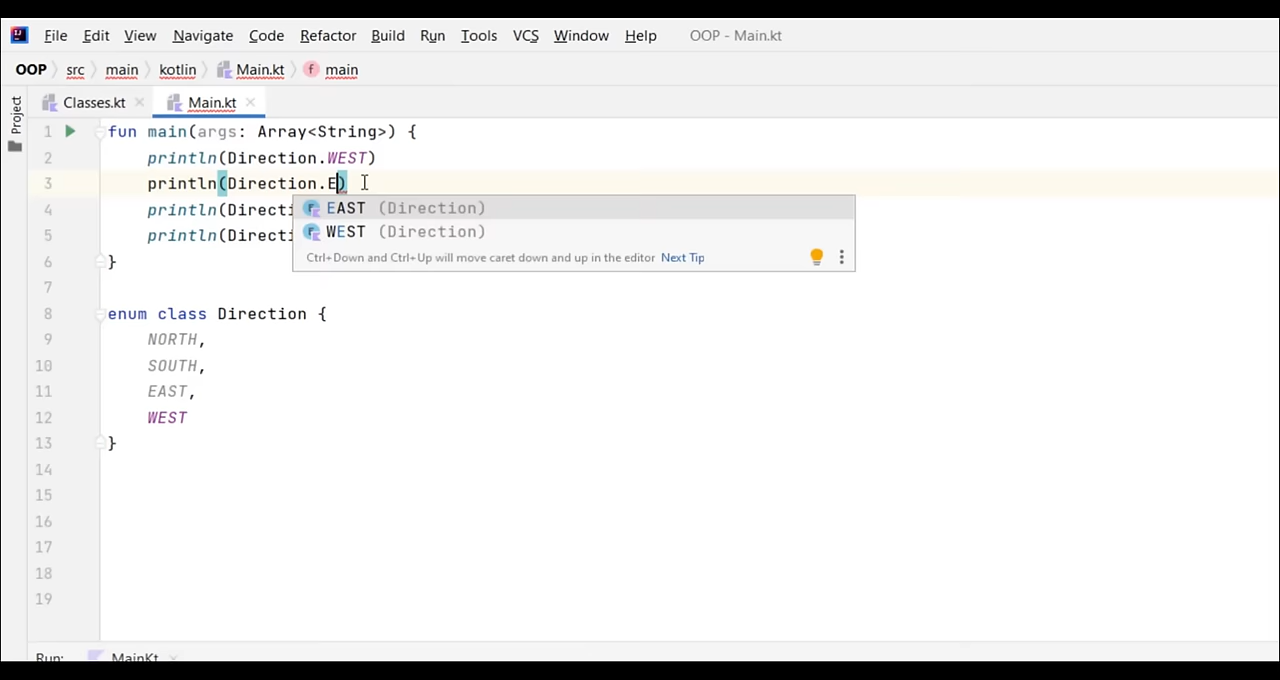 File Edit View Navigate Code Refactor Build Run Tools VCS Window Help OOP - Main.kt
OOP src main kotlin Main.kt main
Classes.kt Main.kt
Project
1 fun main(args: Array<String>) {
2 println(Direction.WEST)
3 println(Direction.E)
4 println(Directi
5 println(Directi
EAST (Direction)
WEST (Direction)
Ctrl+Down and Ctrl+Up will move caret down and up in the editor Next Tip
6 }
7
8 enum class Direction {
9 NORTH,
10 SOUTH,
11 EAST,
12 WEST
13 }
14
15
16
17
18
19
Run: MainKt